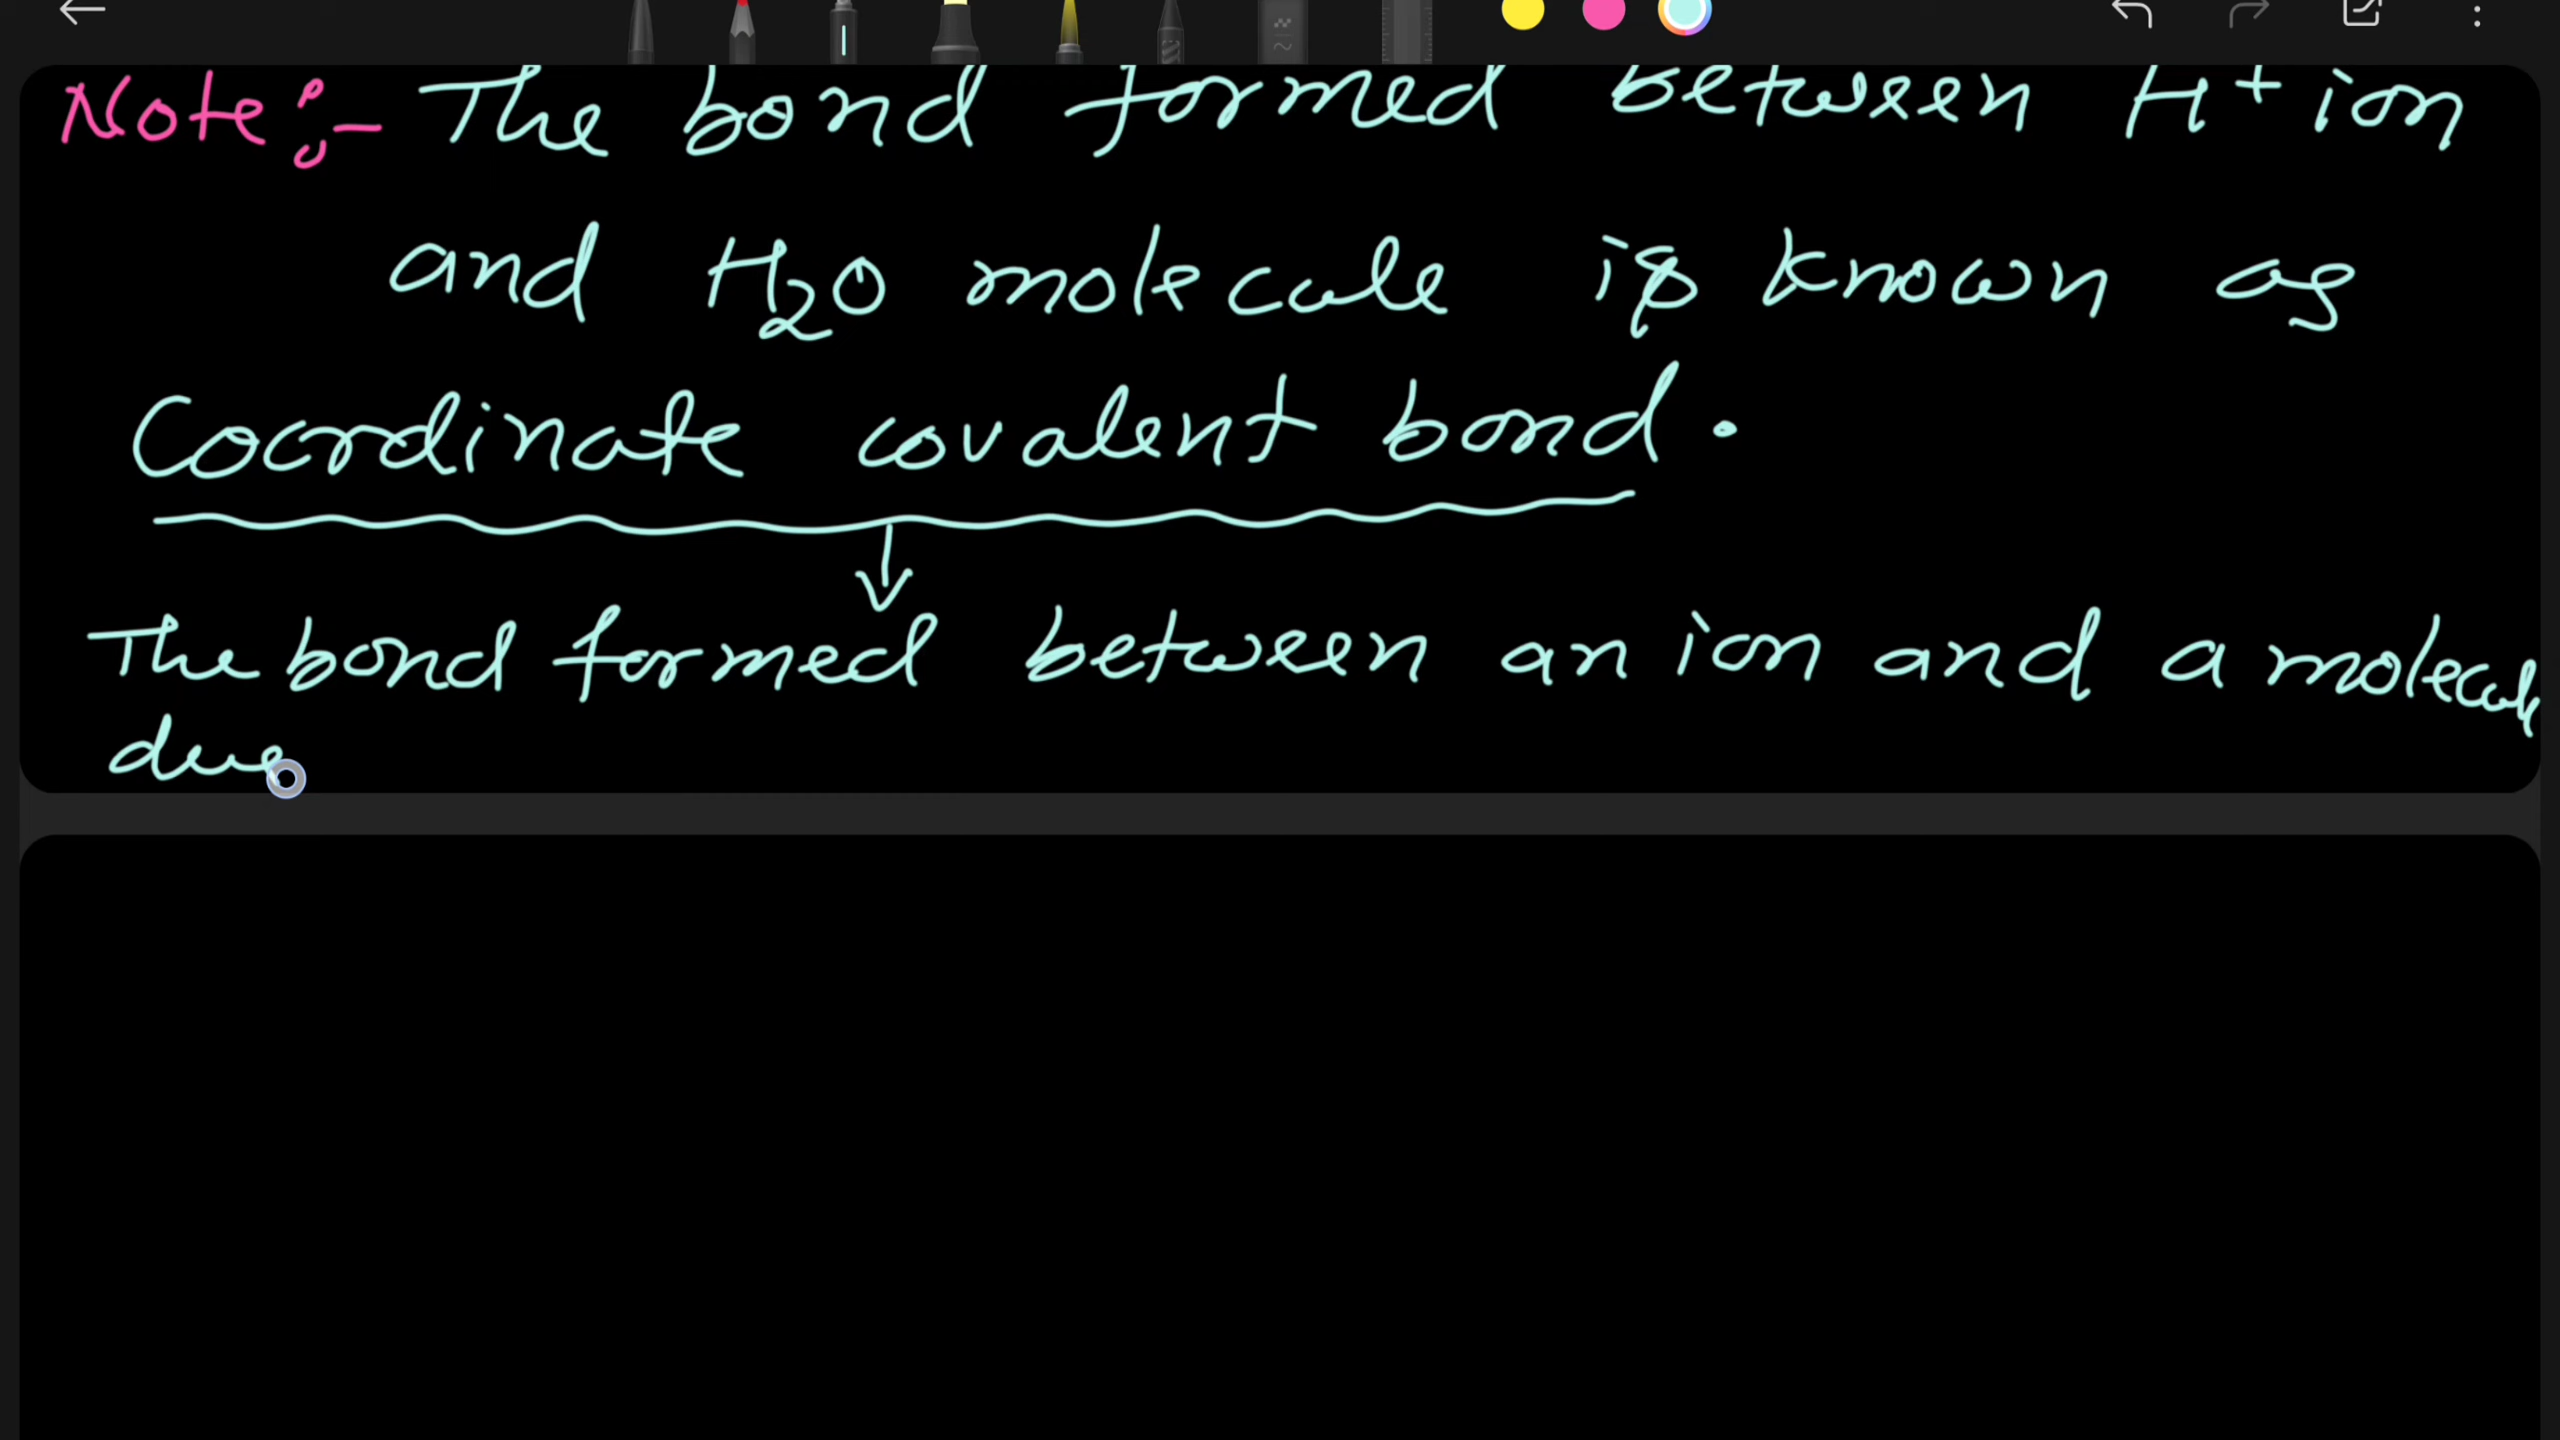 Note :- The bond formed between H+ ion
and H2O molecule is known as
Coordinate covalent bond.
The bond formed between an ion and a molecule
due